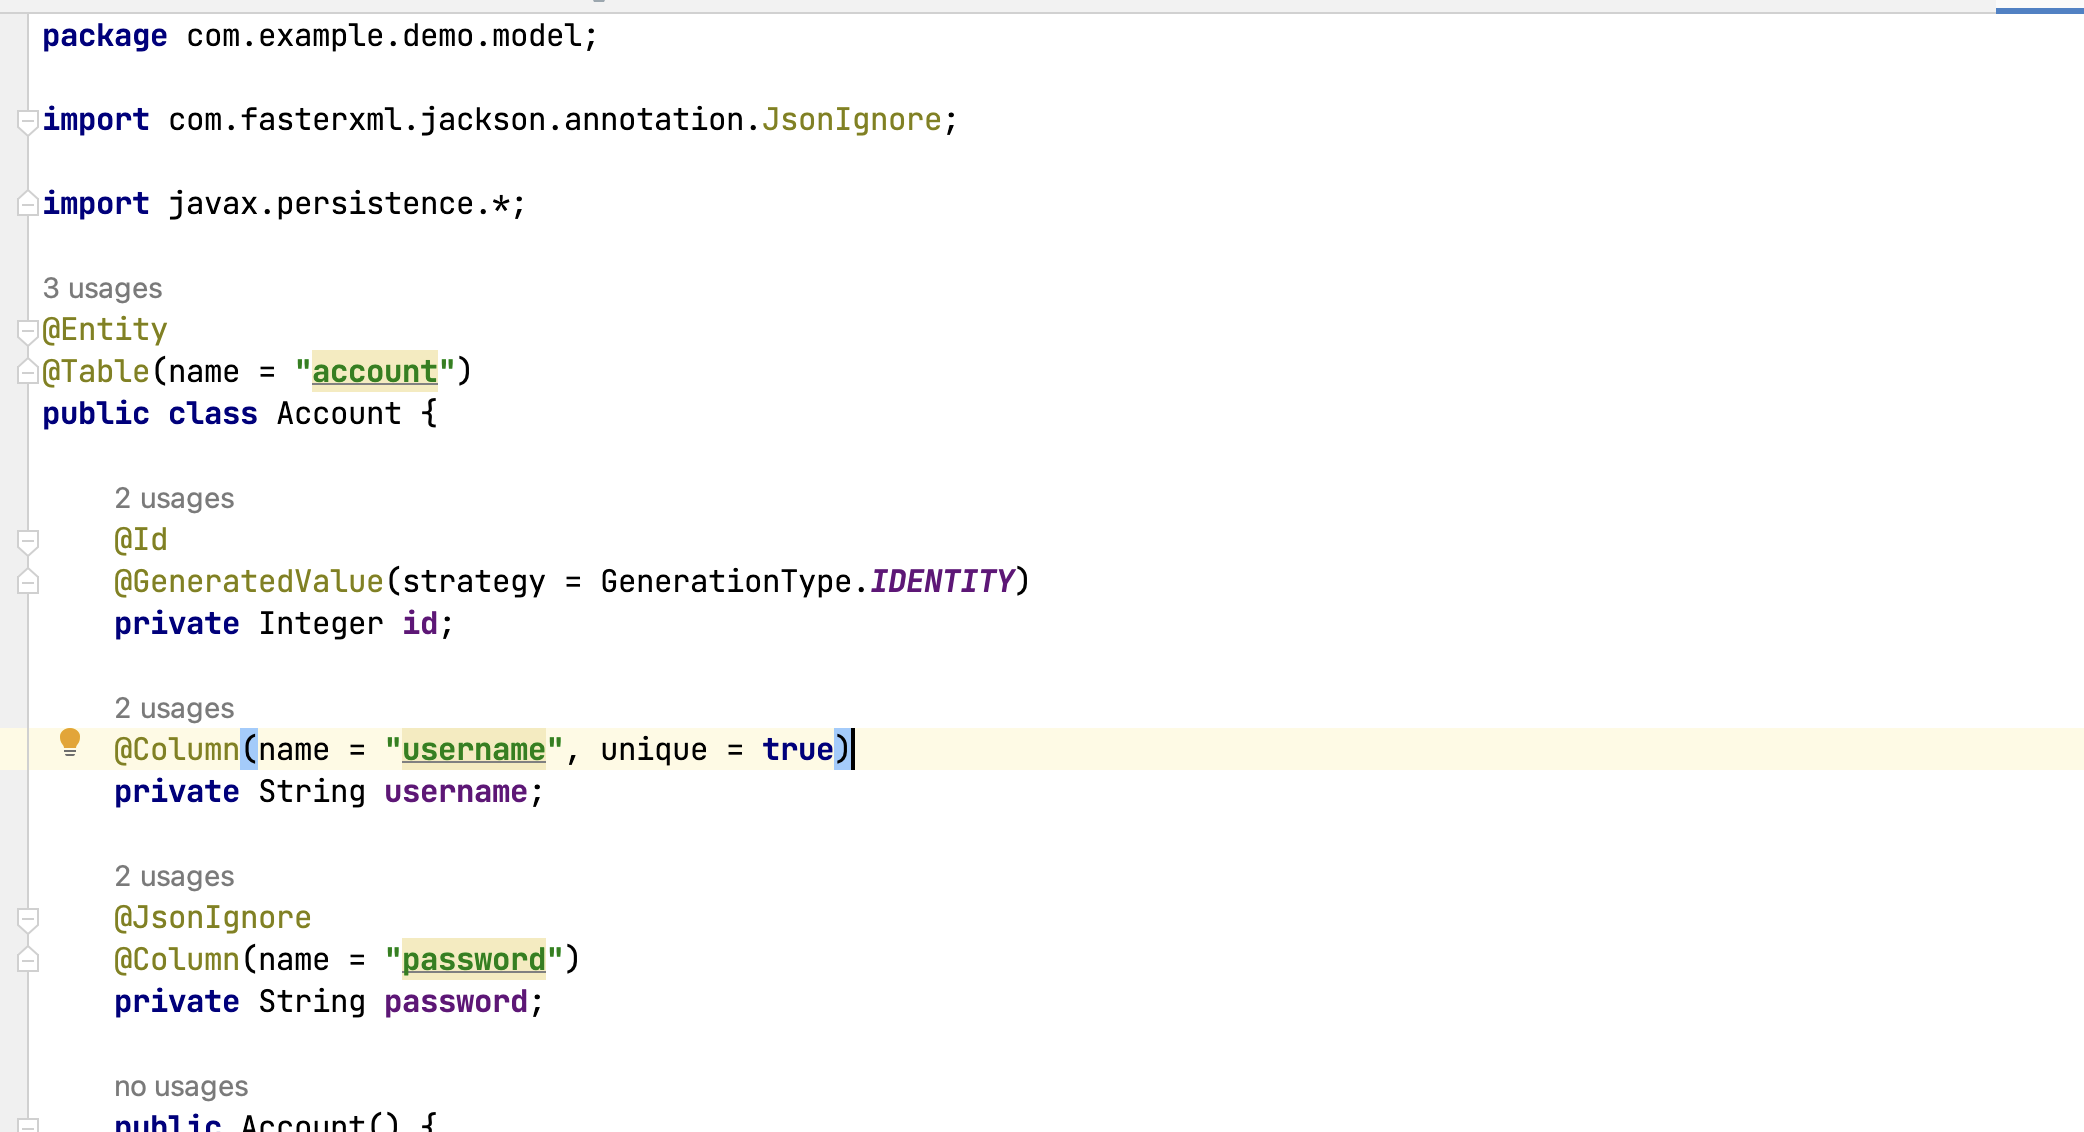 package com.example.demo.model;
import com.fasterxml.jackson.annotation.JsonIgnore;
import javax.persistence.*;
3 usages
@Entity
@Table(name = "account")
public class Account {
2 usages
@Id
@GeneratedValue(strategy = GenerationType.IDENTITY)
private Integer id;
2 usages
@Column(name = "username", unique = true)
private String username;
2 usages
@JsonIgnore
@Column(name = "password")
private String password;
no usages
public Account() {